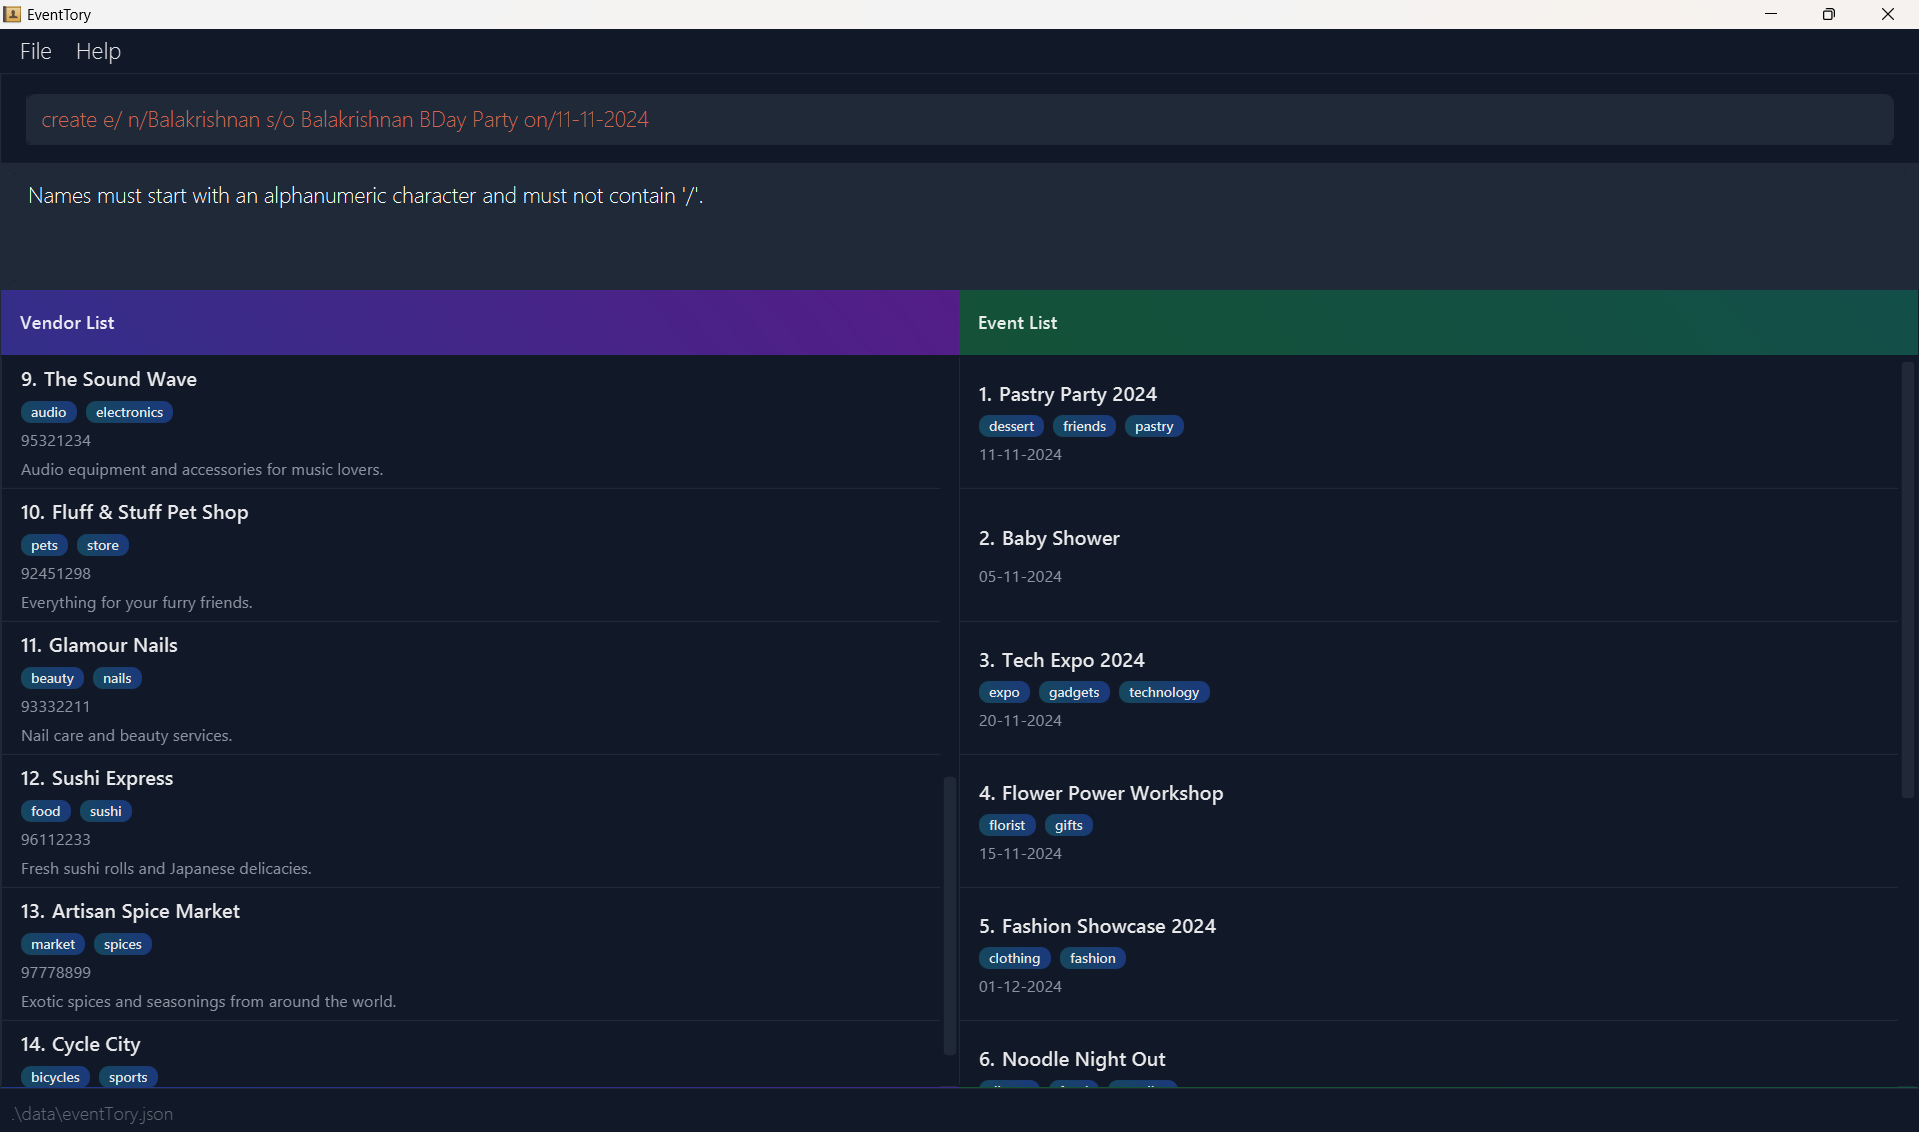 EventTory
File Help
create e/ n/Balakrishnan s/o Balakrishnan BDay Party on/11-11-2024
Names must start with an alphanumeric character and must not contain '/'.
Vendor List
9. The Sound Wave
audio electronics
95321234
Audio equipment and accessories for music lovers.
10. Fluff & Stuff Pet Shop
pets store
92451298
Everything for your furry friends.
11. Glamour Nails
beauty nails
93332211
Nail care and beauty services.
12. Sushi Express
food sushi
96112233
Fresh sushi rolls and Japanese delicacies.
13. Artisan Spice Market
market spices
97778899
Exotic spices and seasonings from around the world.
14. Cycle City
bicycles sports
Event List
1. Pastry Party 2024
dessert friends pastry
11-11-2024
2. Baby Shower
05-11-2024
3. Tech Expo 2024
expo gadgets technology
20-11-2024
4. Flower Power Workshop
florist gifts
15-11-2024
5. Fashion Showcase 2024
clothing fashion
01-12-2024
6. Noodle Night Out
.\data\eventTory.json